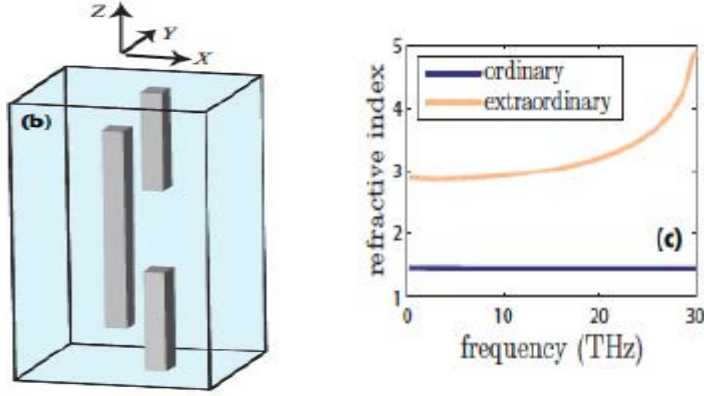 Z
Y
X
(b)
5
4
3
2
1
refractive index
ordinary
extraordinary
(c)
0
10
20
30
frequency (THz)